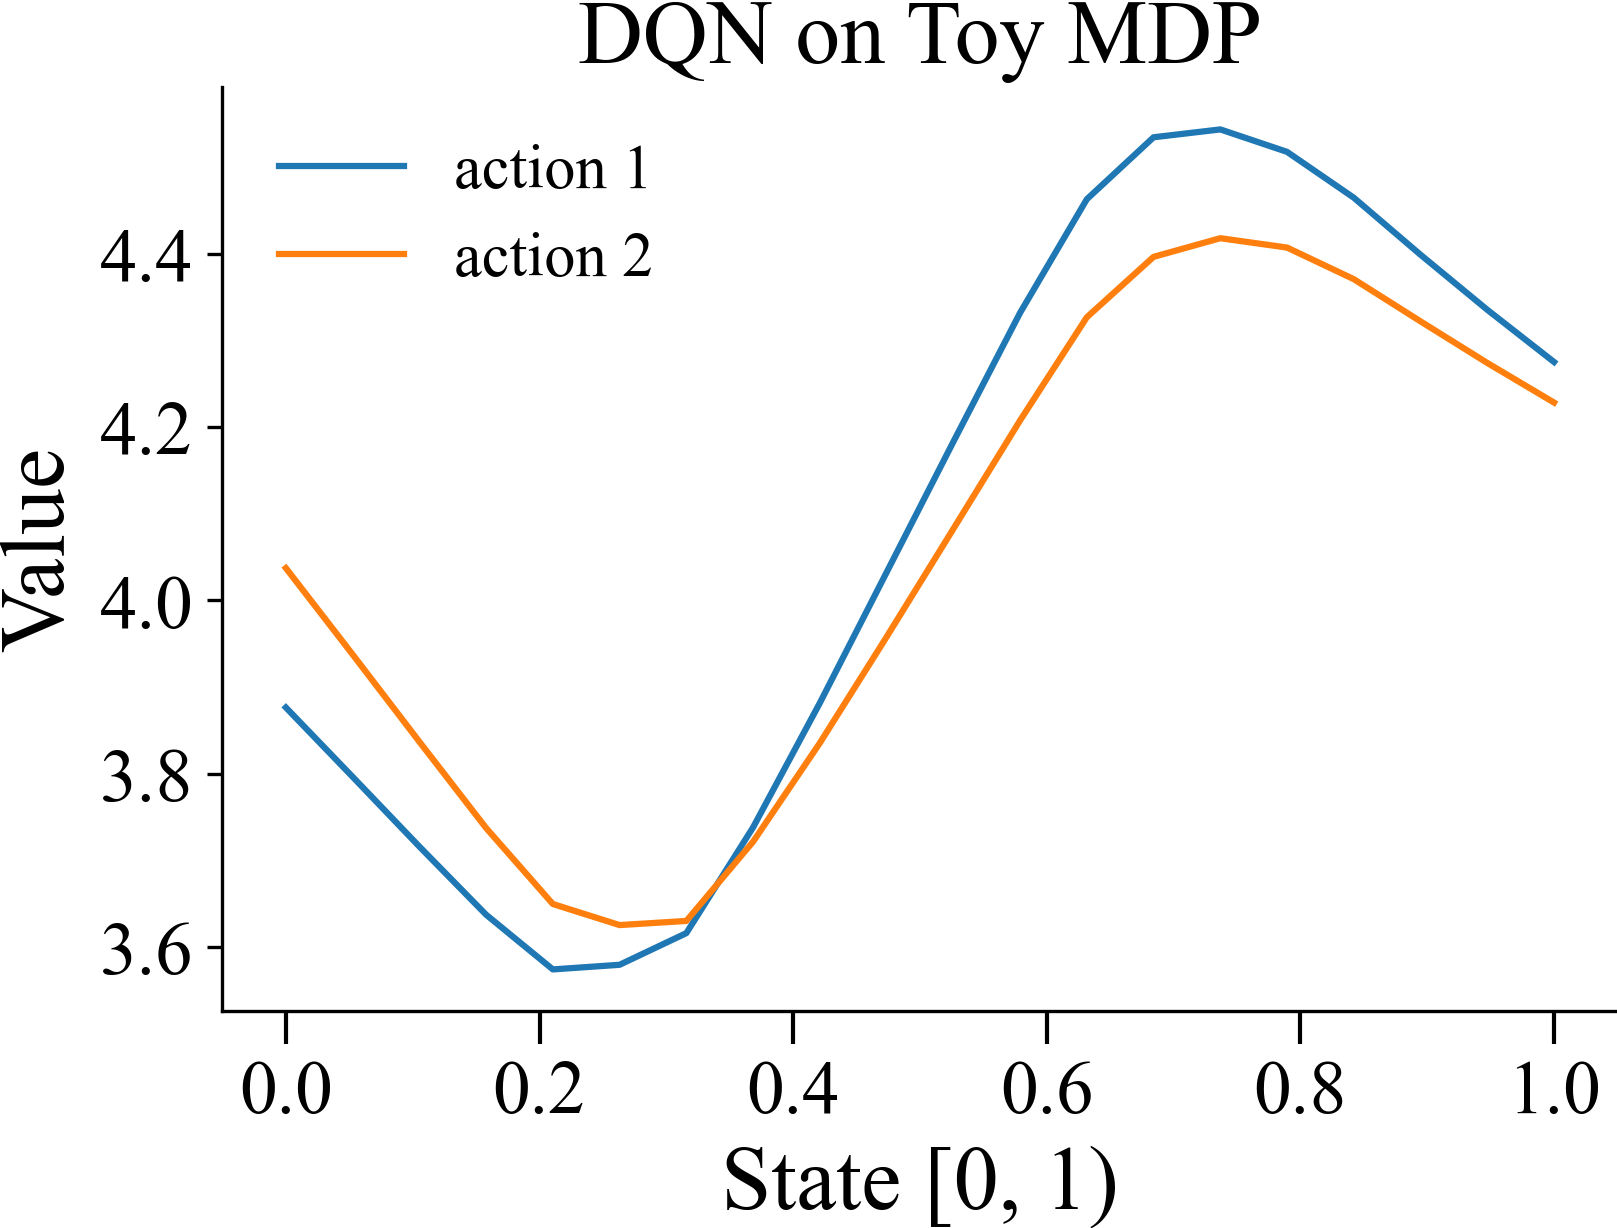 DQN on Toy MDP
action 1
action 2
4.4
4.2
4.0
3.8
3.6
Value
0.0 0.2 0.4 0.6 0.8 1.0
State [0, 1)